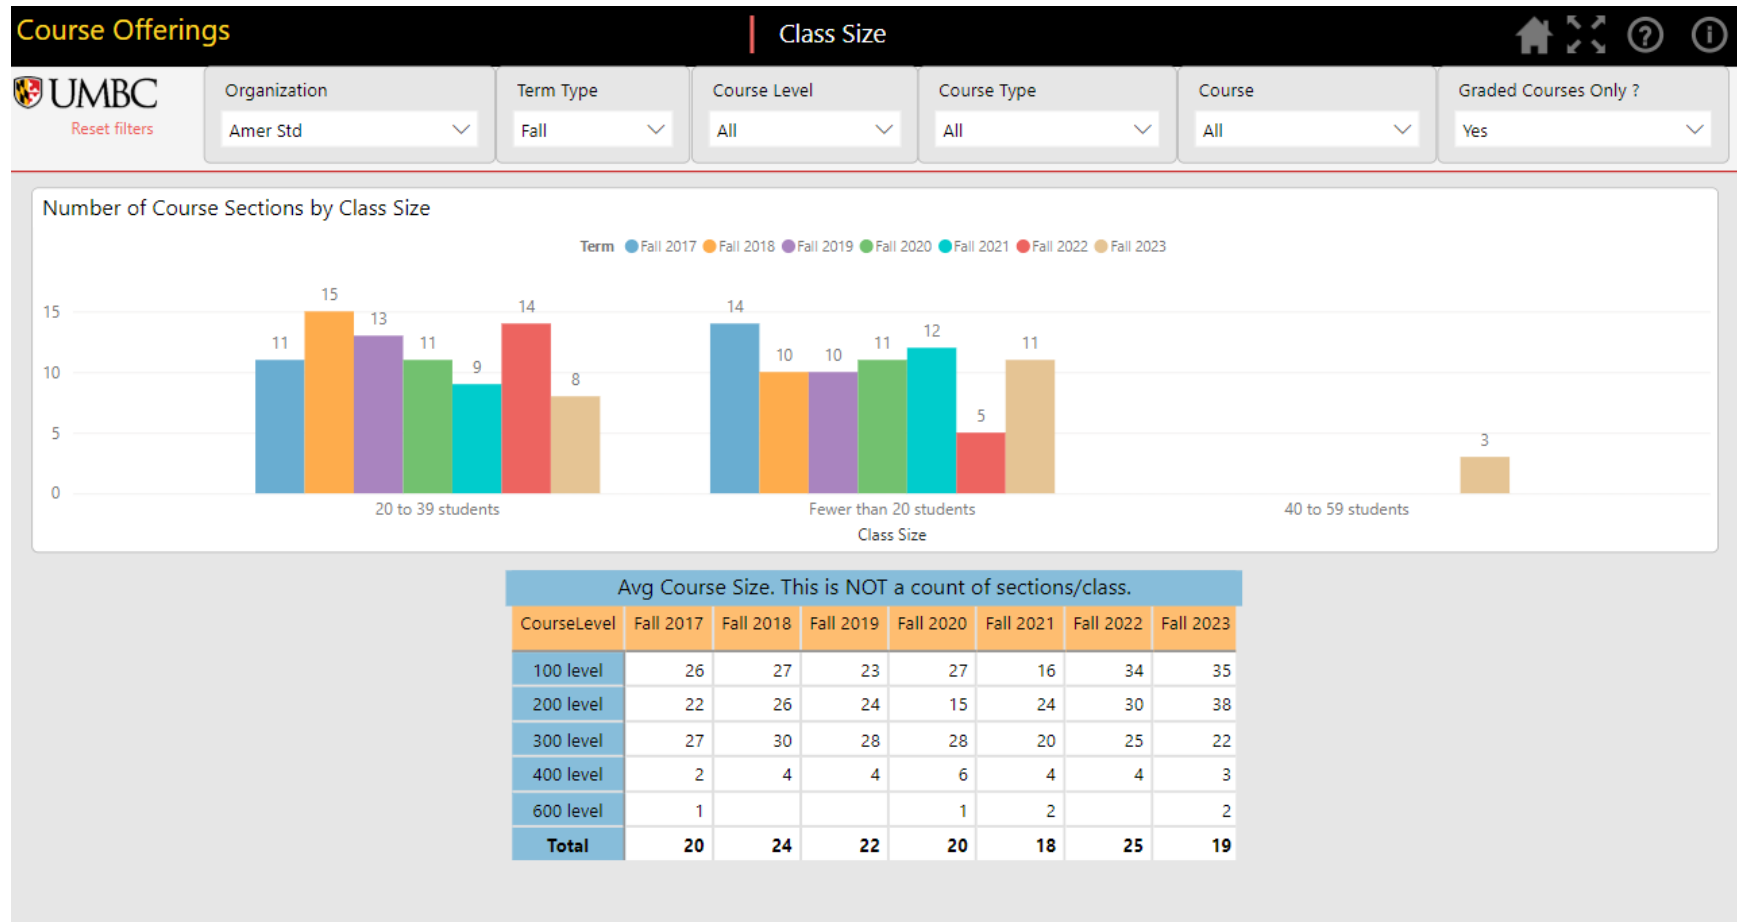 Course Offerings
Class Size
UMBC
Reset filters
Organization
Amer Std
Term Type
Fall
Course Level
All
Course Type
All
Course
All
Graded Courses Only ?
Yes
Number of Course Sections by Class Size
Term Fall 2017 Fall 2018 Fall 2019 Fall 2020 Fall 2021 Fall 2022 Fall 2023
15
10
5
0
11 15 13 11 9 14 8
14 10 10 11 12 5 11
3
20 to 39 students Fewer than 20 students 40 to 59 students
Class Size
Avg Course Size. This is NOT a count of sections/class.
CourseLevel Fall 2017 Fall 2018 Fall 2019 Fall 2020 Fall 2021 Fall 2022 Fall 2023
100 level 26 27 23 27 16 34 35
200 level 22 26 24 15 24 30 38
300 level 27 30 28 28 20 25 22
400 level 2 4 4 6 4 4 3
600 level 1 1 2 2
Total 20 24 22 20 18 25 19